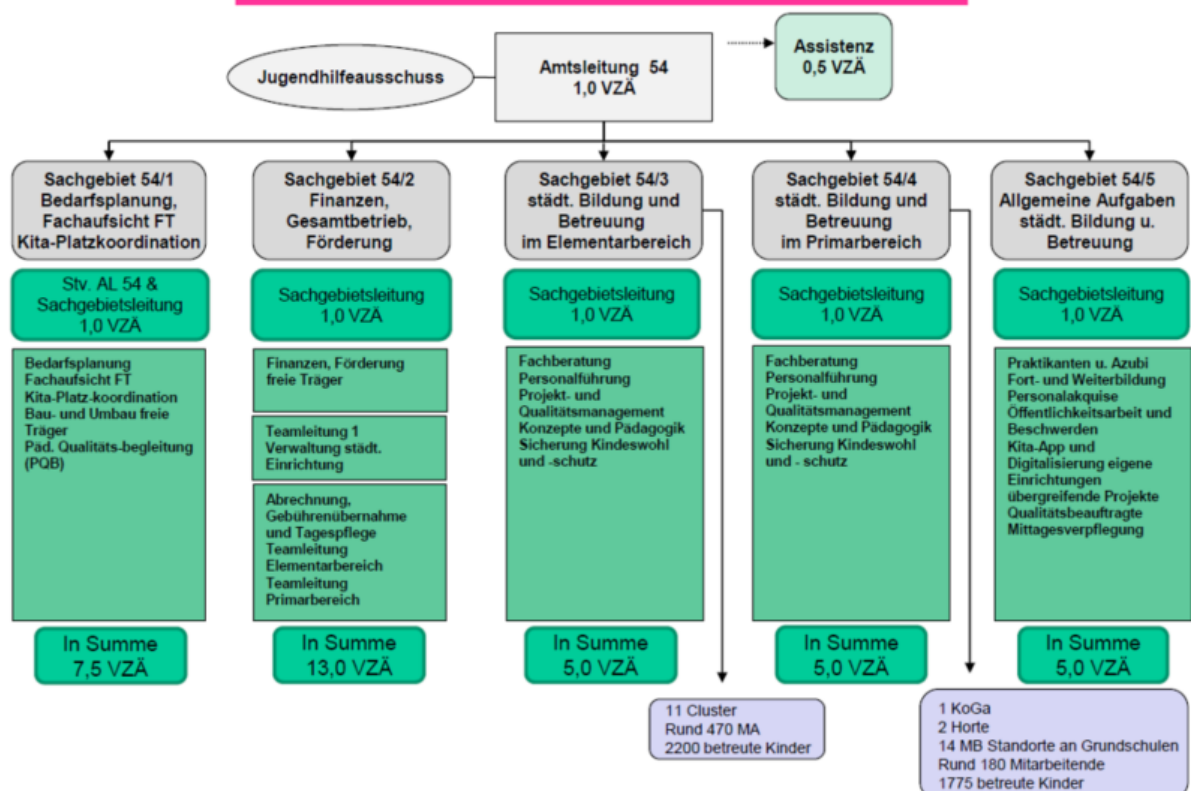 Jugendhilfeausschuss
Amtsleitung 54
1,0 VZÄ
Assistenz
0,5 VZÄ
Sachgebiet 54/1
Bedarfsplanung,
Fachaufsicht FT
Kita-Platzkoordination
Stv. AL 54 &
Sachgebietsleitung
1,0 VZÄ
Bedarfsplanung
Fachaufsicht FT
Kita-Platz-koordination
Bau- und Umbau freie
Träger
Päd. Qualitäts-begleitung
(PQB)
In Summe
7,5 VZÄ
Sachgebiet 54/2
Finanzen,
Gesamtbetrieb,
Förderung
Sachgebietsleitung
1,0 VZÄ
Finanzen, Förderung
freie Träger
Teamleitung 1
Verwaltung städt.
Einrichtung
Abrechnung,
Gebührenübernahme
und Tagespflege
Teamleitung
Elementarbereich
Teamleitung
Primarbereich
In Summe
13,0 VZÄ
Sachgebiet 54/3
städt. Bildung und
Betreuung
im Elementarbereich
Sachgebietsleitung
1,0 VZÄ
Fachberatung
Personalführung
Projekt- und
Qualitätsmanagement
Konzepte und Pädagogik
Sicherung Kindeswohl
und -schutz
In Summe
5,0 VZÄ
11 Cluster
Rund 470 MA
2200 betreute Kinder
Sachgebiet 54/4
städt. Bildung und
Betreuung
im Primarbereich
Sachgebietsleitung
1,0 VZÄ
Fachberatung
Personalführung
Projekt- und
Qualitätsmanagement
Konzepte und Pädagogik
Sicherung Kindeswohl
und - schutz
In Summe
5,0 VZÄ
1 KoGa
2 Horte
14 MB Standorte an Grundschulen
Rund 180 Mitarbeitende
1775 betreute Kinder
Sachgebiet 54/5
Allgemeine Aufgaben
städt. Bildung u.
Betreuung
Sachgebietsleitung
1,0 VZÄ
Praktikanten u. Azubi
Fort- und Weiterbildung
Personalakquise
Öffentlichkeitsarbeit und
Beschwerden
Kita-App und
Digitalisierung eigene
Einrichtungen
übergreifende Projekte
Qualitätsbeauftragte
Mittagesverpflegung
In Summe
5,0 VZÄ